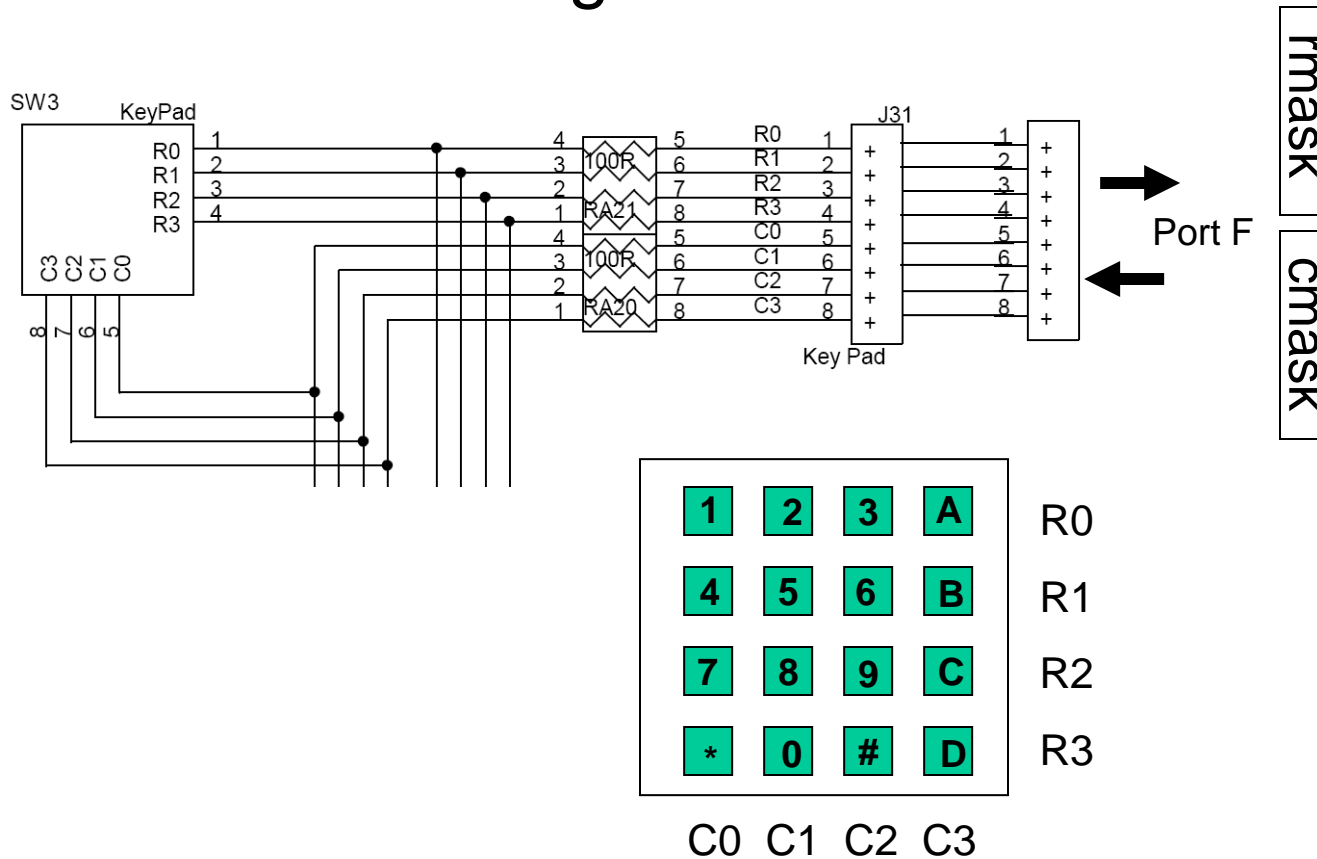 g
SW3
KeyPad
R0
R1
R2
R3
1
2
3
4
C3
C2
C1
C0
8
7
6
5
4
3
2
1
4
3
2
1
100R
RA21
100R
RA20
5
6
7
8
5
6
7
8
R0
R1
R2
R3
C0
C1
C2
C3
1
2
3
4
5
6
7
8
J31
+
+
+
+
+
+
+
+
Key Pad
1
2
3
4
5
6
7
8
+
+
+
+
+
+
+
+
Port F
rmask
cmask
1 2 3 A R0
4 5 6 B R1
7 8 9 C R2
* 0 # D R3
C0 C1 C2 C3